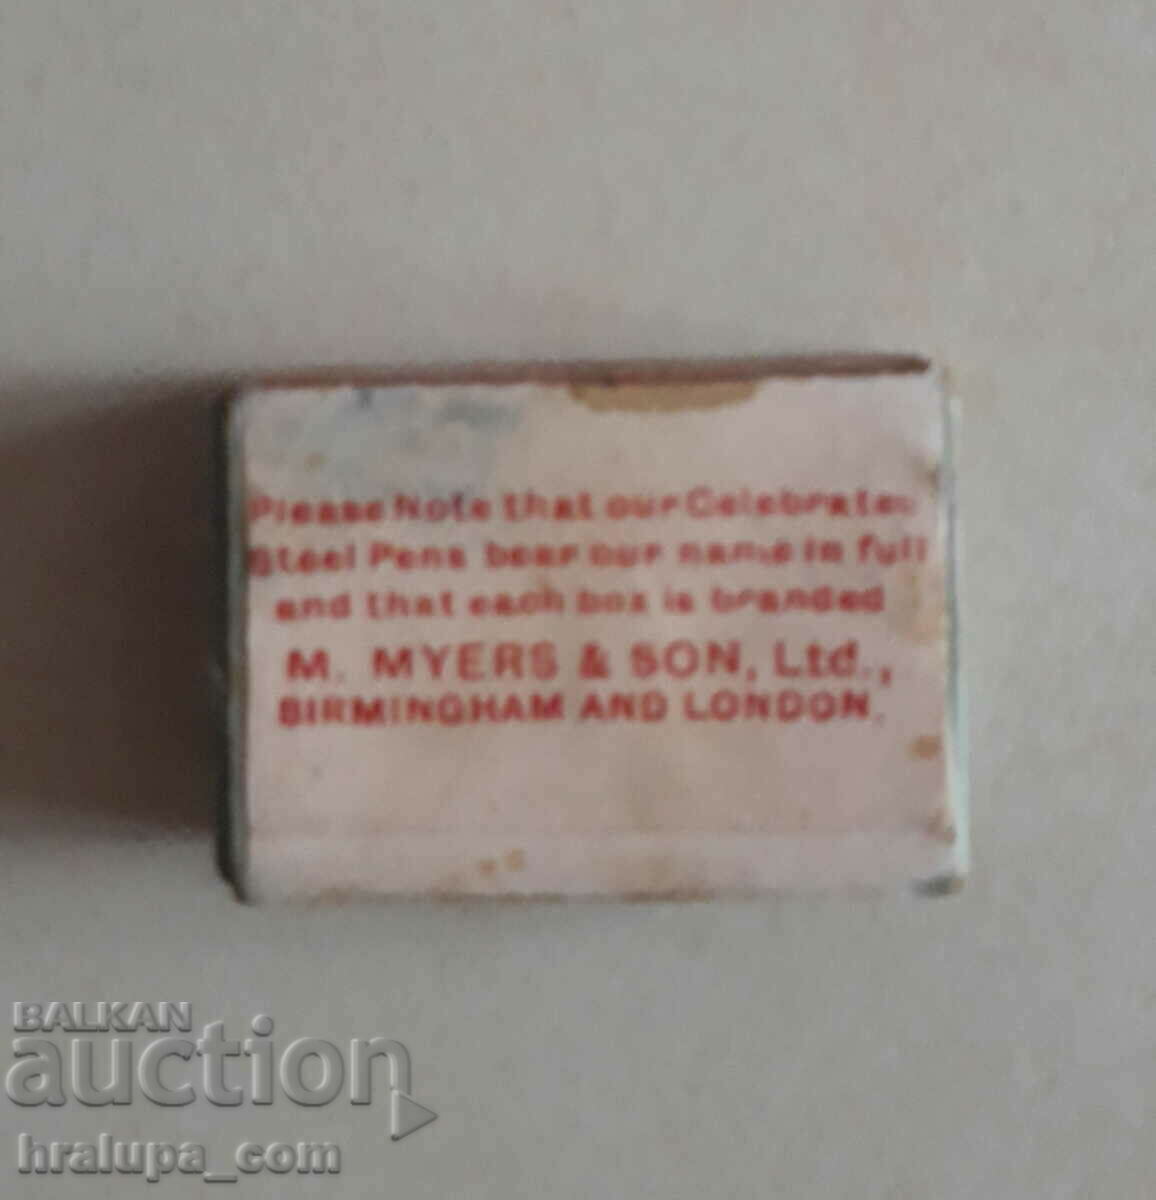 Please Note that our Celebrated
Steel Pens bear our name in full
and that each box is branded
M. MYERS & SON, Ltd.,
BIRMINGHAM AND LONDON.
BALKAN
auction
hralupa_com